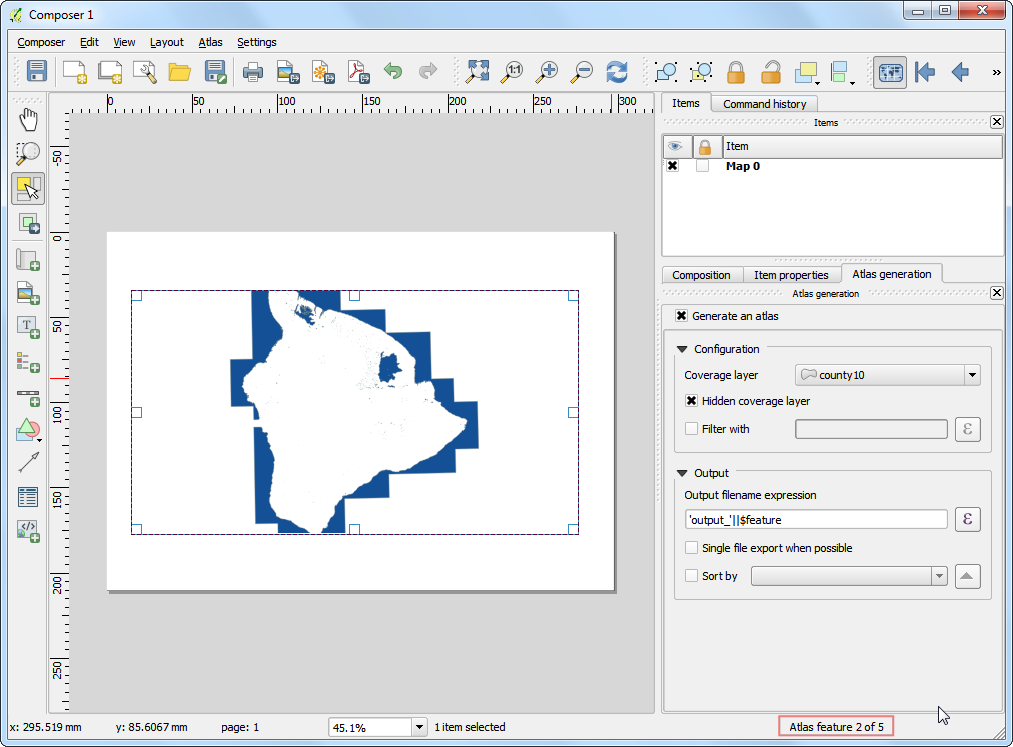 Composer 1
Composer Edit View Layout Atlas Settings
1:1
»
0 50 100 150 200 250 300
-50
0
50
100
150
200
250
T
</>
Items Command history
Items
Item
Map 0
Composition Item properties Atlas generation
Atlas generation
Generate an atlas
Configuration
Coverage layer county10
Hidden coverage layer
Filter with ε
Output
Output filename expression
'output_'||$feature ε
Single file export when possible
Sort by
x: 295.519 mm y: 85.6067 mm page: 1 45.1% 1 item selected Atlas feature 2 of 5